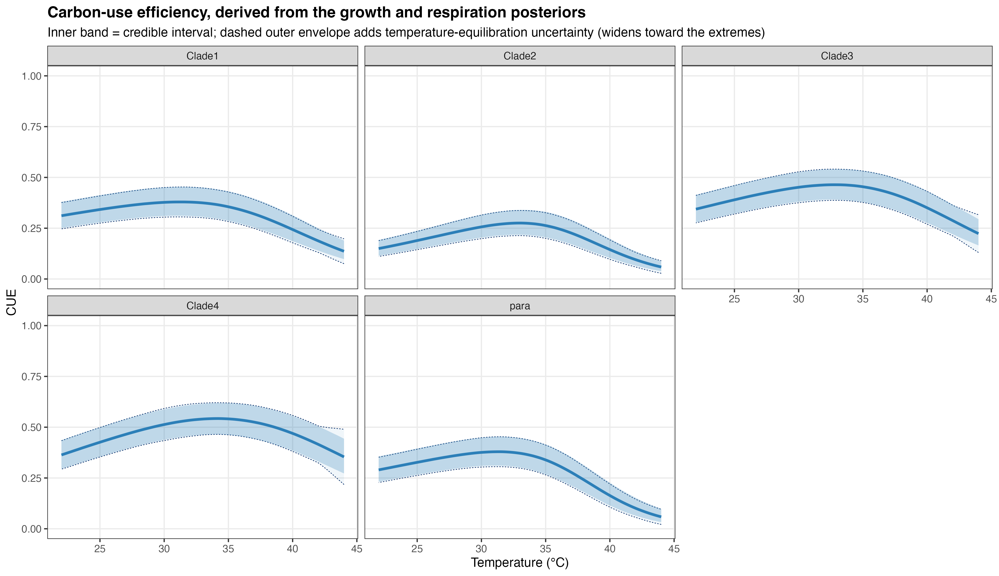 Carbon-use efficiency, derived from the growth and respiration posteriors
Inner band = credible interval; dashed outer envelope adds temperature-equilibration uncertainty (widens toward the extremes)
Clade1
Clade2
Clade3
1.00
0.75
0.50
0.25
0.00
25
30
35
40
45
CUE
Clade4
para
1.00
0.75
0.50
0.25
0.00
25
30
35
40
45
25
30
35
40
45
Temperature (°C)